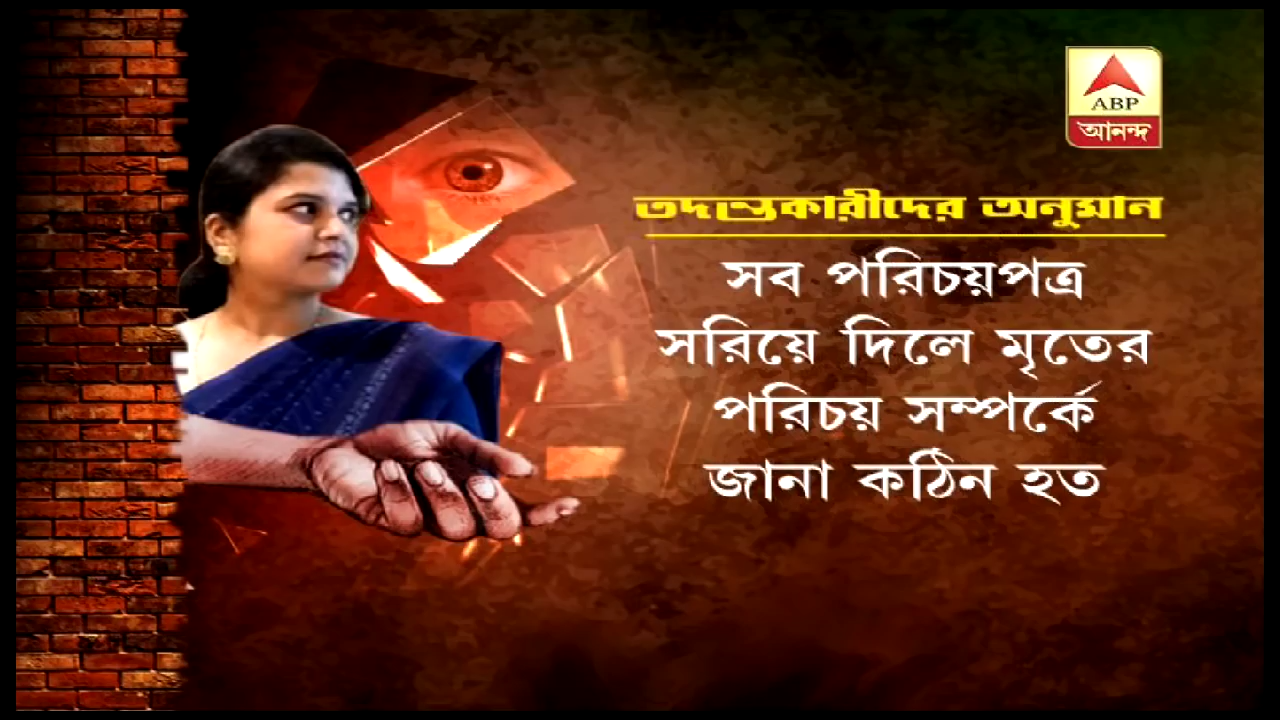 ABP
আনন্দ
তদন্তকারীদের অনুমান
সব পরিচয়পত্র
সরিয়ে দিলে মৃতের
পরিচয় সম্পর্কে
জানা কঠিন হত